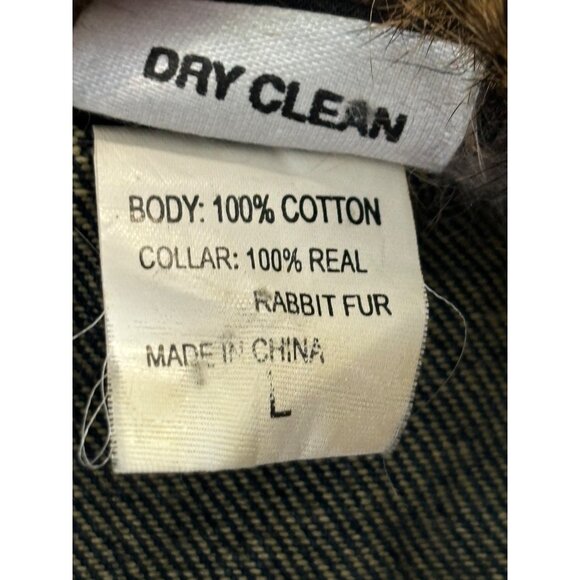 DRY CLEAN
BODY: 100% COTTON
COLLAR: 100% REAL
RABBIT FUR
MADE IN CHINA
L